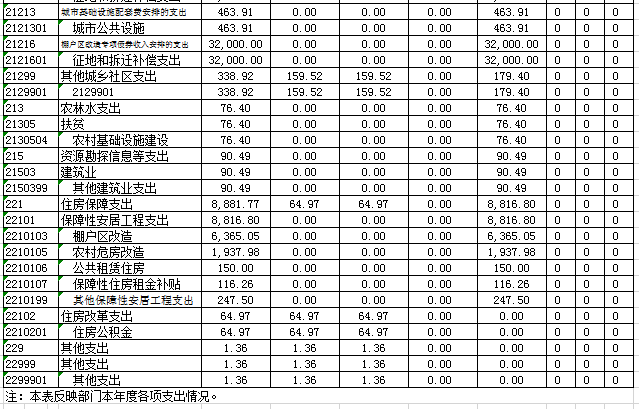 21213 城市基础设施配套费安排的支出 463.91 0.00 0.00 0.00 463.91 0 0 0
2121301 城市公共设施 463.91 0.00 0.00 0.00 463.91 0 0 0
21216 棚户区改造专项债券收入安排的支出 32,000.00 0.00 0.00 0.00 32,000.00 0 0 0
2121601 征地和拆迁补偿支出 32,000.00 0.00 0.00 0.00 32,000.00 0 0 0
21299 其他城乡社区支出 338.92 159.52 159.52 0.00 179.40 0 0 0
2129901 2129901 338.92 159.52 159.52 0.00 179.40 0 0 0
213 农林水支出 76.40 0.00 0.00 0.00 76.40 0 0 0
21305 扶贫 76.40 0.00 0.00 0.00 76.40 0 0 0
2130504 农村基础设施建设 76.40 0.00 0.00 0.00 76.40 0 0 0
215 资源勘探信息等支出 90.49 0.00 0.00 0.00 90.49 0 0 0
21503 建筑业 90.49 0.00 0.00 0.00 90.49 0 0 0
2150399 其他建筑业支出 90.49 0.00 0.00 0.00 90.49 0 0 0
221 住房保障支出 8,881.77 64.97 64.97 0.00 8,816.80 0 0 0
22101 保障性安居工程支出 8,816.80 0.00 0.00 0.00 8,816.80 0 0 0
2210103 棚户区改造 6,365.05 0.00 0.00 0.00 6,365.05 0 0 0
2210105 农村危房改造 1,937.98 0.00 0.00 0.00 1,937.98 0 0 0
2210106 公共租赁住房 150.00 0.00 0.00 0.00 150.00 0 0 0
2210107 保障性住房租金补贴 116.26 0.00 0.00 0.00 116.26 0 0 0
2210199 其他保障性安居工程支出 247.50 0.00 0.00 0.00 247.50 0 0 0
22102 住房改革支出 64.97 64.97 64.97 0.00 0.00 0 0 0
2210201 住房公积金 64.97 64.97 64.97 0.00 0.00 0 0 0
229 其他支出 1.36 1.36 1.36 0.00 0.00 0 0 0
22999 其他支出 1.36 1.36 1.36 0.00 0.00 0 0 0
2299901 其他支出 1.36 1.36 1.36 0.00 0.00 0 0 0
注：本表反映部门本年度各项支出情况。